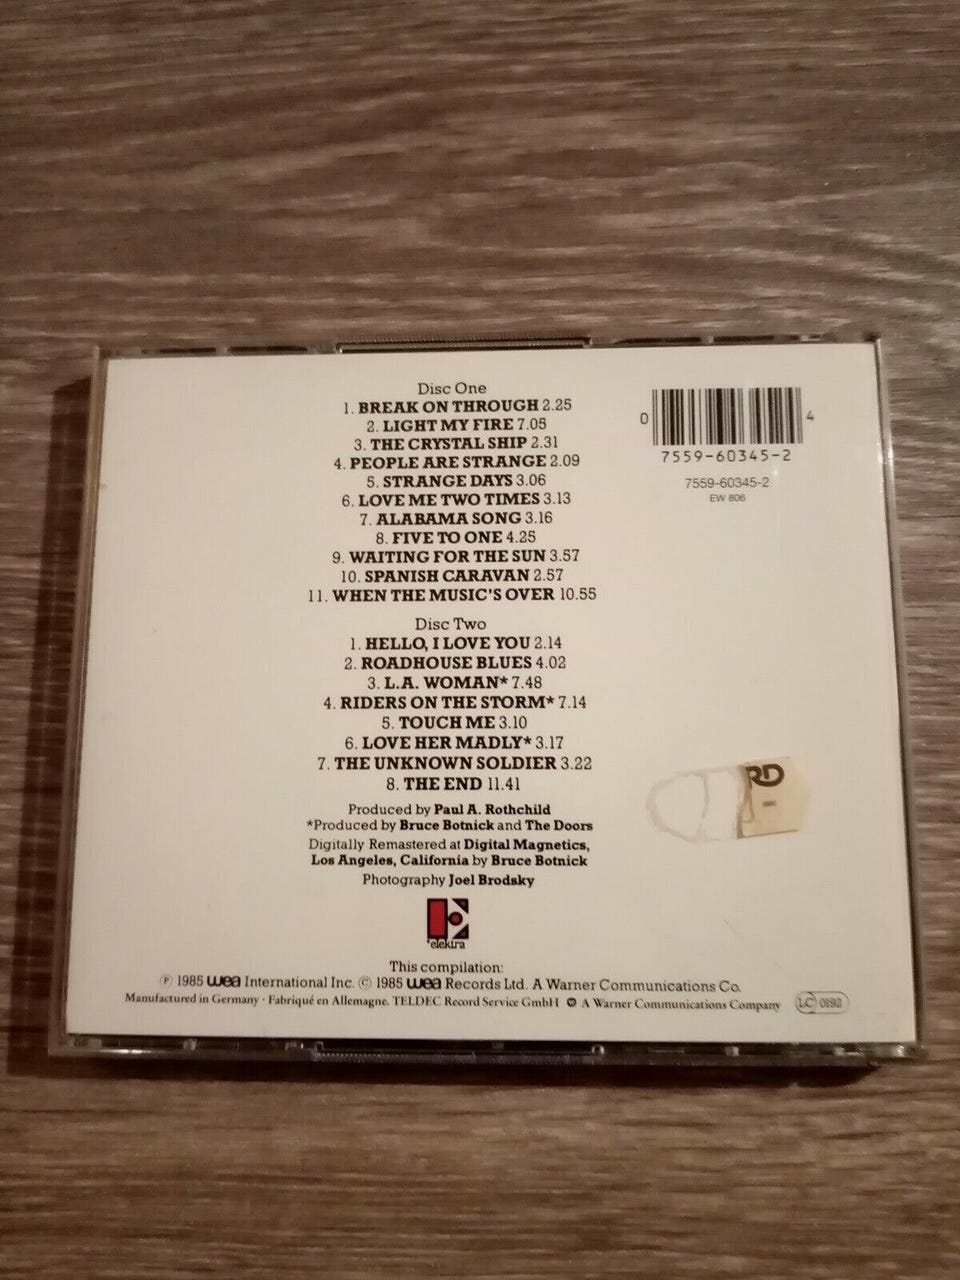 Disc One
1. BREAK ON THROUGH 2.25
2. LIGHT MY FIRE 7.05
3. THE CRYSTAL SHIP 2.31
4. PEOPLE ARE STRANGE 2.09
5. STRANGE DAYS 3.06
6. LOVE ME TWO TIMES 3.13
7. ALABAMA SONG 3.16
8. FIVE TO ONE 4.25
9. WAITING FOR THE SUN 3.57
10. SPANISH CARAVAN 2.57
11. WHEN THE MUSIC'S OVER 10.55
0 4
7559-60345-2
7559-60345-2
EW 806
Disc Two
1. HELLO, I LOVE YOU 2.14
2. ROADHOUSE BLUES 4.02
3. L.A. WOMAN* 7.48
4. RIDERS ON THE STORM* 7.14
5. TOUCH ME 3.10
6. LOVE HER MADLY* 3.17
7. THE UNKNOWN SOLDIER 3.22
8. THE END 11.41
RD
Produced by Paul A. Rothchild
*Produced by Bruce Botnick and The Doors
Digitally Remastered at Digital Magnetics,
Los Angeles, California by Bruce Botnick
Photography Joel Brodsky
elektra
This compilation:
℗ 1985 wea International Inc. © 1985 wea Records Ltd. A Warner Communications Co.
Manufactured in Germany · Fabriqué en Allemagne. TELDEC Record Service GmbH A Warner Communications Company LC 0192